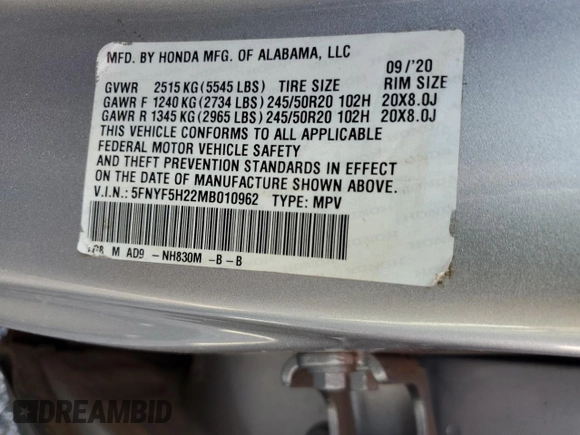 MFD. BY HONDA MFG. OF ALABAMA, LLC
09/'20
GVWR 2515 KG (5545 LBS) TIRE SIZE RIM SIZE
GAWR F 1240 KG (2734 LBS) 245/50R20 102H 20X8.0J
GAWR R 1345 KG (2965 LBS) 245/50R20 102H 20X8.0J
THIS VEHICLE CONFORMS TO ALL APPLICABLE
FEDERAL MOTOR VEHICLE SAFETY
AND THEFT PREVENTION STANDARDS IN EFFECT
ON THE DATE OF MANUFACTURE SHOWN ABOVE.
V.I.N.: 5FNYF5H22MB010962 TYPE: MPV
M AD9 -NH830M -B -B
DREAMBID